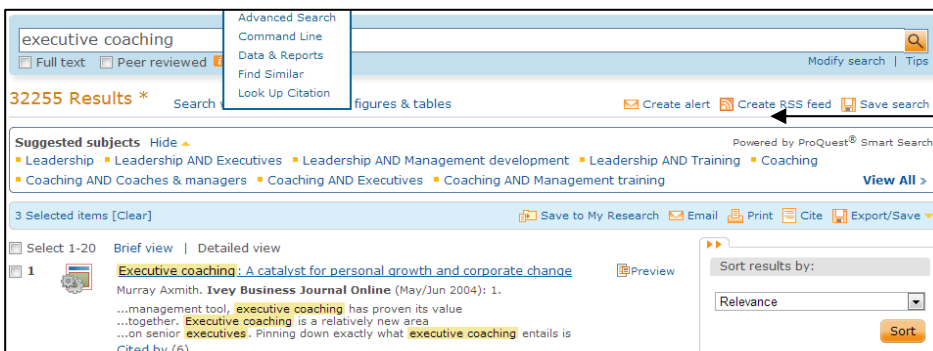 Advanced Search
Command Line
Data & Reports
Find Similar
Look Up Citation
executive coaching
Full text Peer reviewed
Modify search | Tips
32255 Results * Search figures & tables Create alert Create RSS feed Save search
Suggested subjects Hide Powered by ProQuest® Smart Search
Leadership Leadership AND Executives Leadership AND Management development Leadership AND Training Coaching
Coaching AND Coaches & managers Coaching AND Executives Coaching AND Management training View All »
3 Selected items [Clear] Save to My Research Email Print Cite Export/Save
Select 1-20 Brief view | Detailed view
1 Executive coaching: A catalyst for personal growth and corporate change Preview
Murray Axmith. Ivey Business Journal Online (May/Jun 2004): 1.
...management tool, executive coaching has proven its value
...together. Executive coaching is a relatively new area
...on senior executives. Pinning down exactly what executive coaching entails is
Cited by (6)
Sort results by:
Relevance
Sort